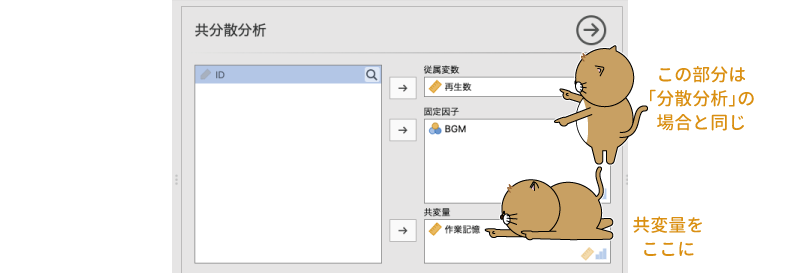 共分散分析
ID
従属変数
再生数
固定因子
BGM
共変量
作業記憶
この部分は
「分散分析」の
場合と同じ
共変量を
ここに